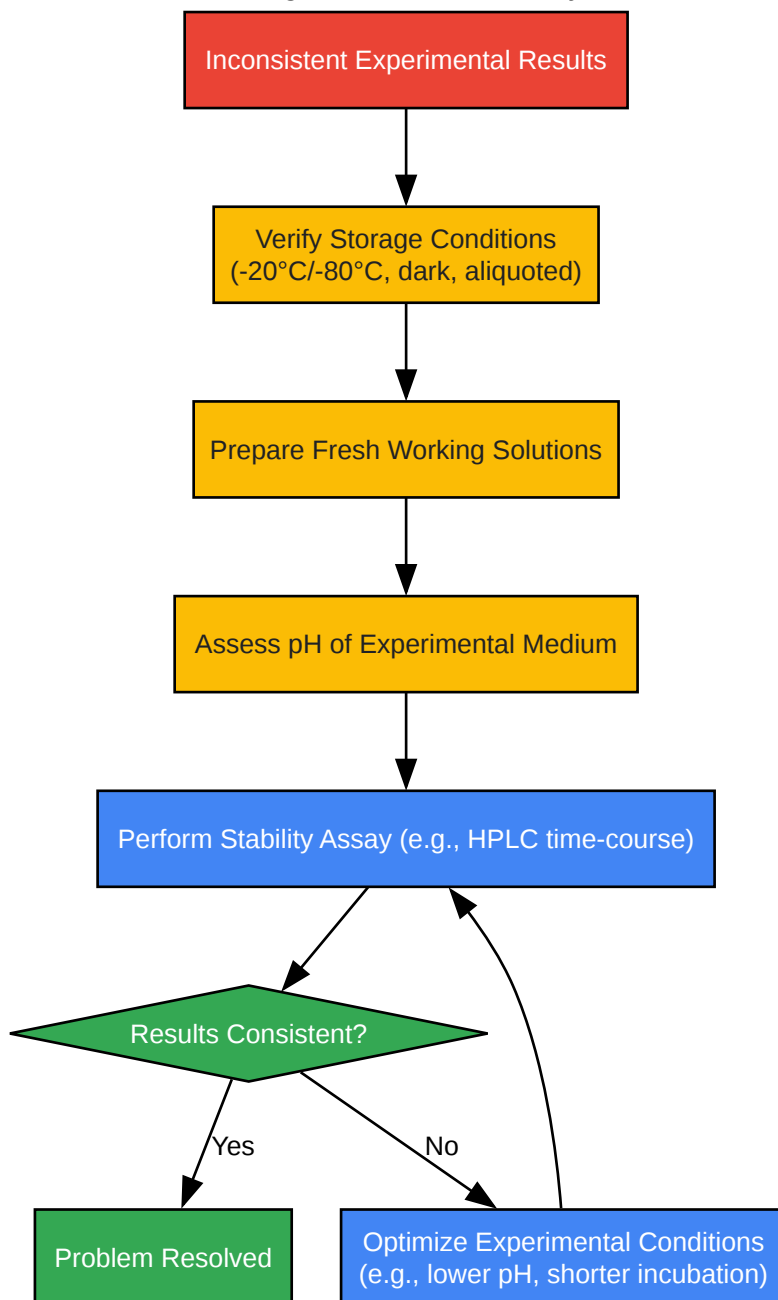 Inconsistent Experimental Results
Verify Storage Conditions
(-20°C/-80°C, dark, aliquoted)
Prepare Fresh Working Solutions
Assess pH of Experimental Medium
Perform Stability Assay (e.g., HPLC time-course)
Results Consistent?
Yes
No
Problem Resolved
Optimize Experimental Conditions
(e.g., lower pH, shorter incubation)